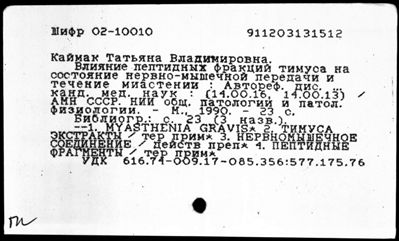 Шифр 02-10010 911203131512
Каймак Татьяна Владимировна.
Влияние пептидных фракций тимуса на
состояние нервно-мышечной передачи и
течение миастении : Автореф. дис.
канд. мед. наук : (14.00.16, 14.00.13) /
АМН СССР. НИИ общ. патологии и патол.
физиологии. - М., 1990. - 23 с.
Библиогр.: с. 23 (3 назв.).
--1. MYASTHENIA GRAVIS* 2. ТИМУСА
ЭКСТРАКТЫ / тер прим* 3. НЕРВНОМЫШЕЧНОЕ
СОЕДИНЕНИЕ / действ преп* 4. ПЕПТИДНЫЕ
ФРАГМЕНТЫ / тер прим*
УДК 616.74-009.17-085.356:577.175.76